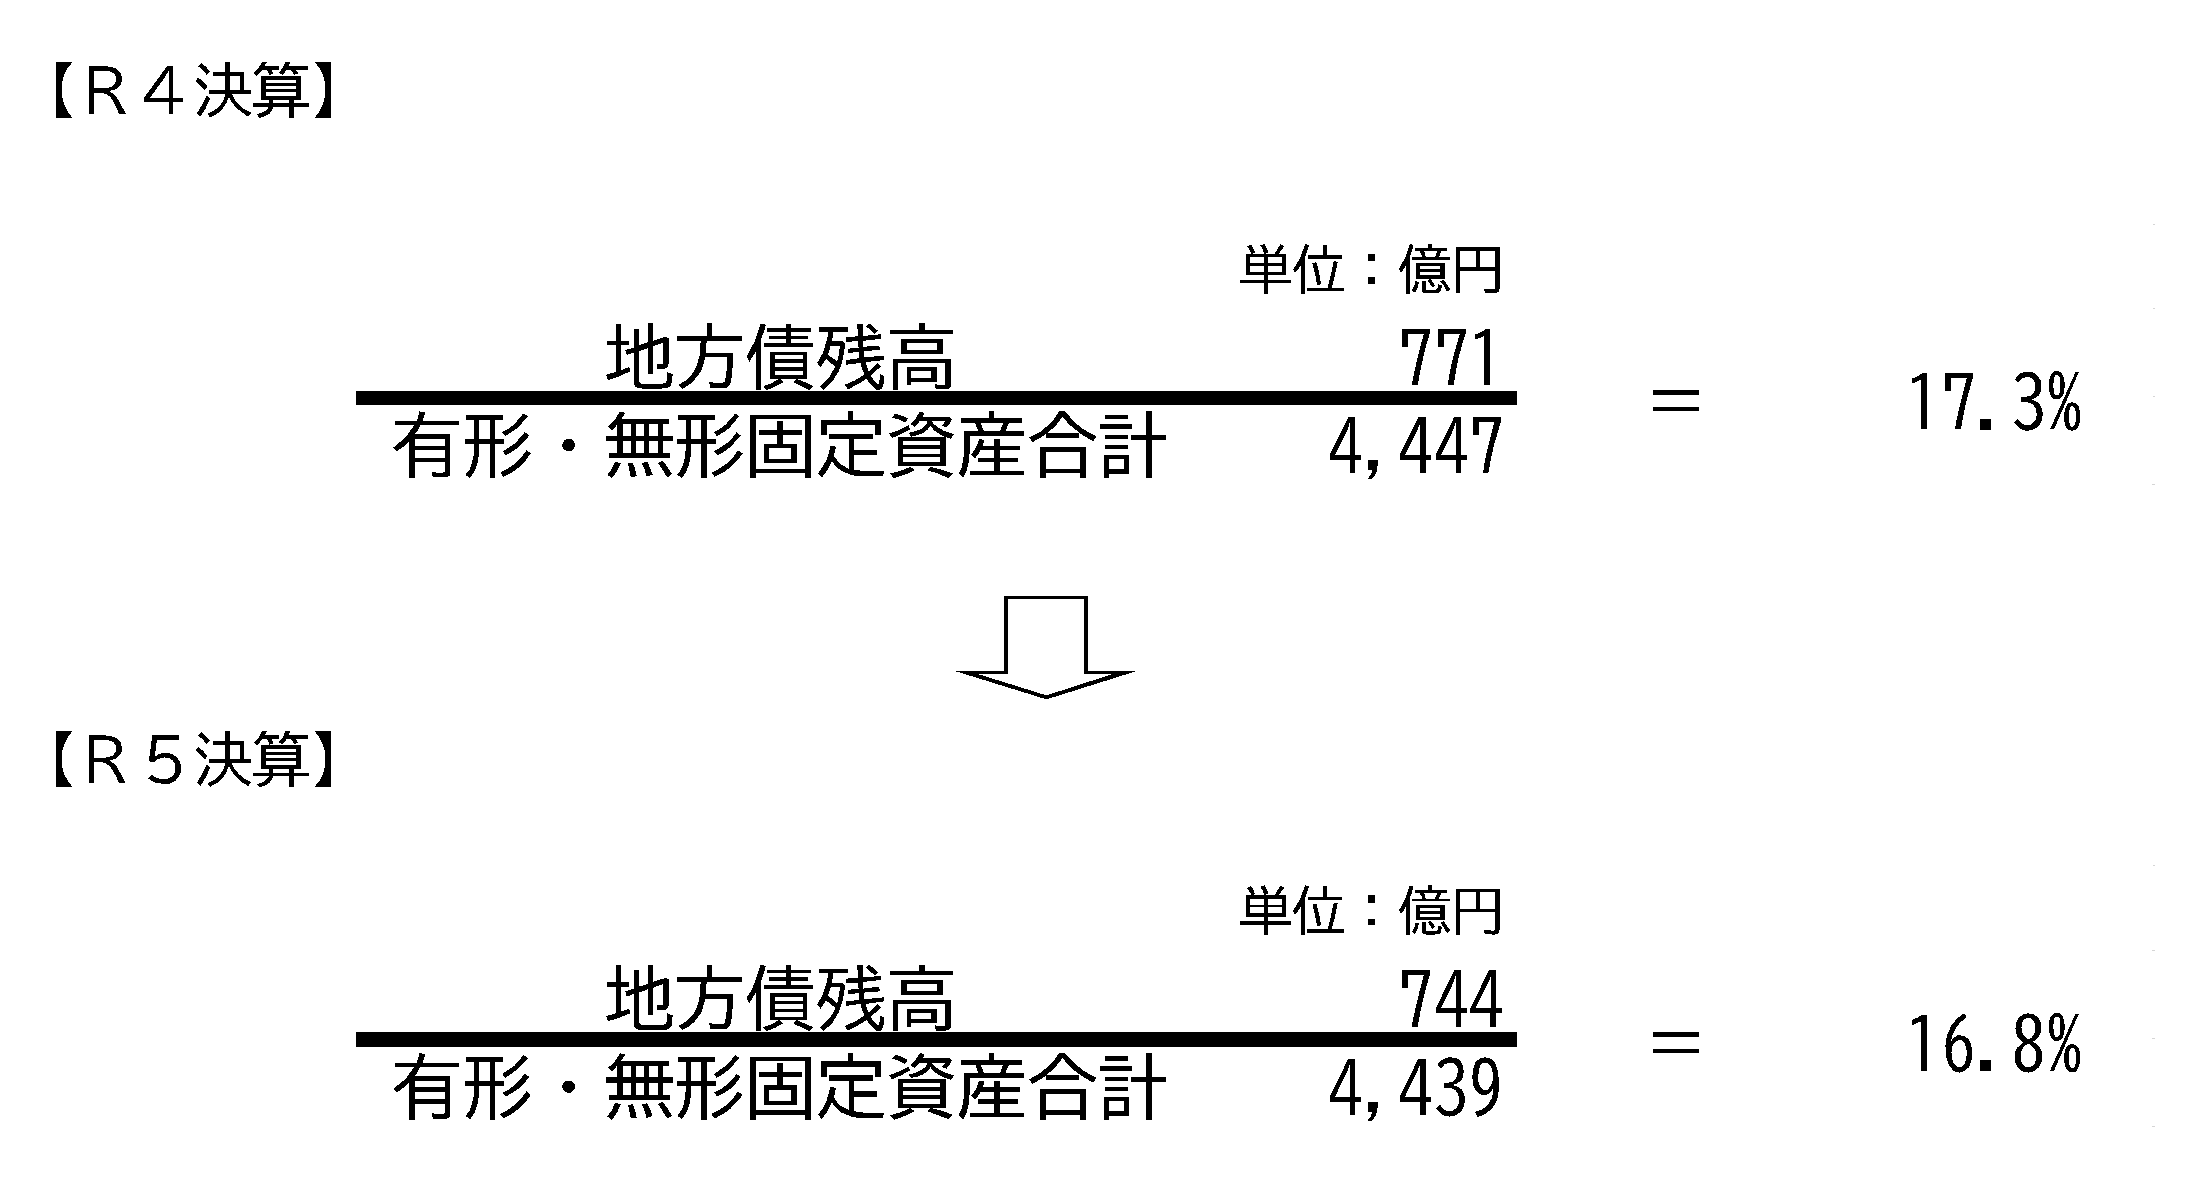 【Ｒ４決算】
単位：億円
地方債残高 771
有形・無形固定資産合計 4,447
＝ 17.3%
【Ｒ５決算】
単位：億円
地方債残高 744
有形・無形固定資産合計 4,439
＝ 16.8%